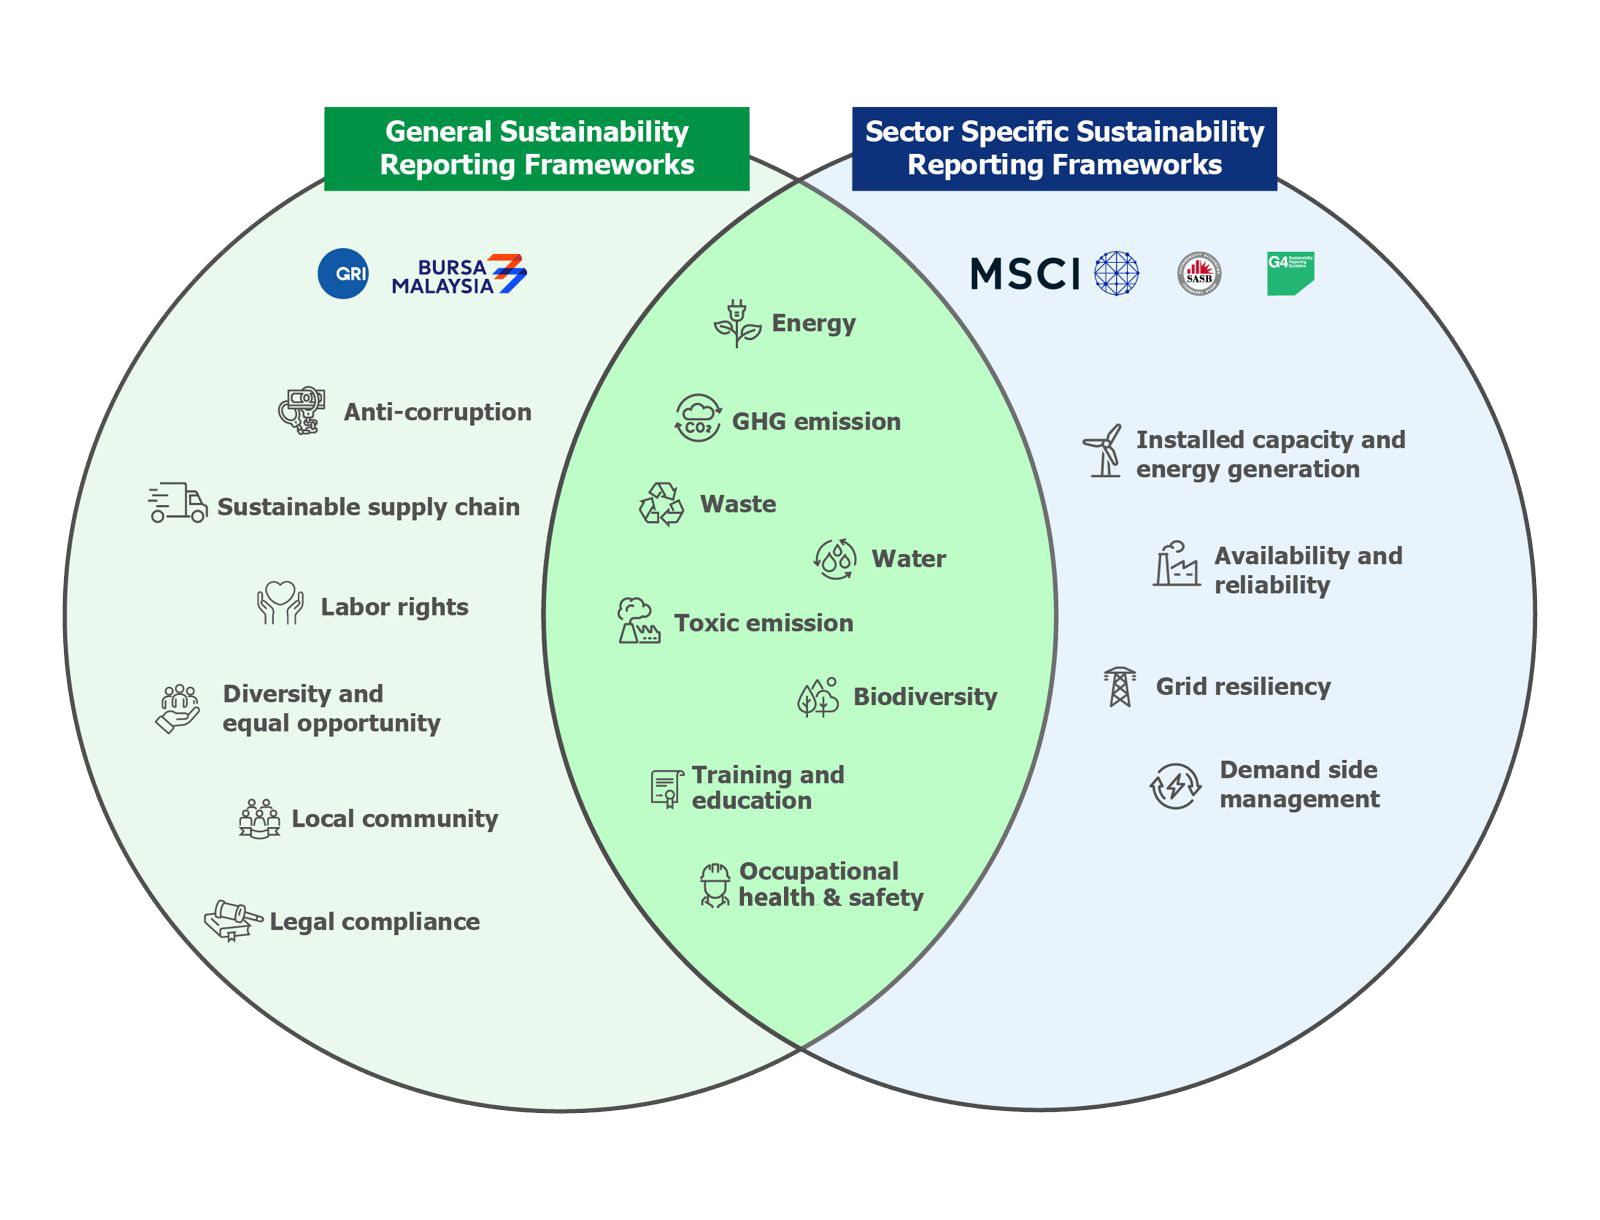 General Sustainability
Reporting Frameworks
Sector Specific Sustainability
Reporting Frameworks
GRI
BURSA
MALAYSIA
MSCI
SASB
G4 Sustainability
Reporting
Guidelines
Energy
Anti-corruption
CO₂
GHG emission
Installed capacity and
energy generation
Sustainable supply chain
Waste
Water
Availability and
reliability
Labor rights
Toxic emission
Diversity and
equal opportunity
Biodiversity
Grid resiliency
Training and
education
Demand side
management
Local community
Occupational
health & safety
Legal compliance